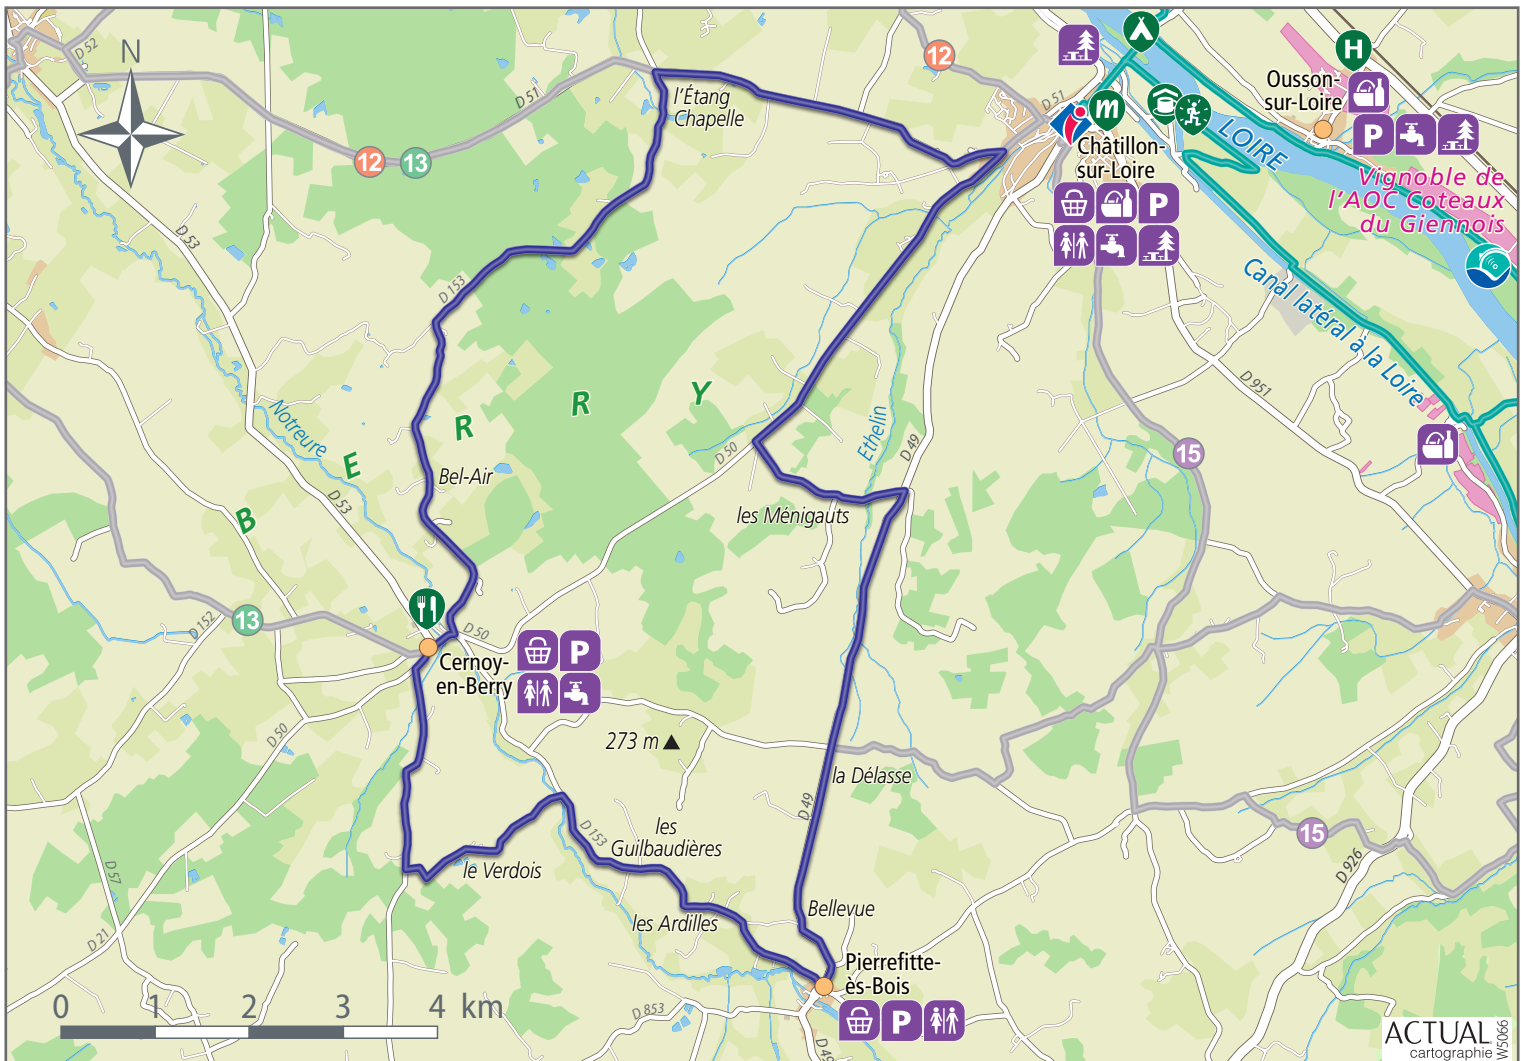 N
D 52
D 51
12
13
l'Étang
Chapelle
12
D 51
m
Châtillon-
sur-Loire
P
H
Ousson-
sur-Loire
P
LOIRE
Vignoble de
l'AOC Coteaux
du Giennois
Canal latéral à la Loire
D 53
D 153
Notreure
B E R R Y
Bel-Air
D 53
D 50
Ethelin
D 49
D 951
15
les Ménigauts
D 152
13
D 50
Cernoy-
en-Berry
P
D 50
273 m
la Délasse
D 49
D 153
les
Guilbaudières
le Verdois
les Ardilles
Bellevue
15
D 926
D 57
D 21
Pierrefitte-
ès-Bois
P
D 853
D 49
0 1 2 3 4 km
ACTUAL
cartographie
W5066